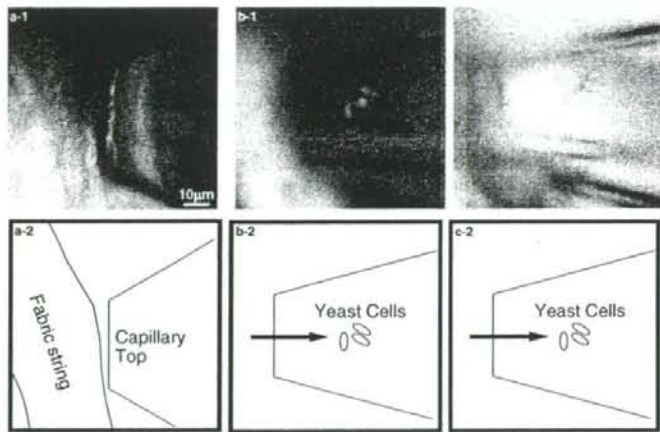 a-1
10μm
b-1
a-2
Fabric string
Capillary
Top
b-2
Yeast Cells
c-2
Yeast Cells